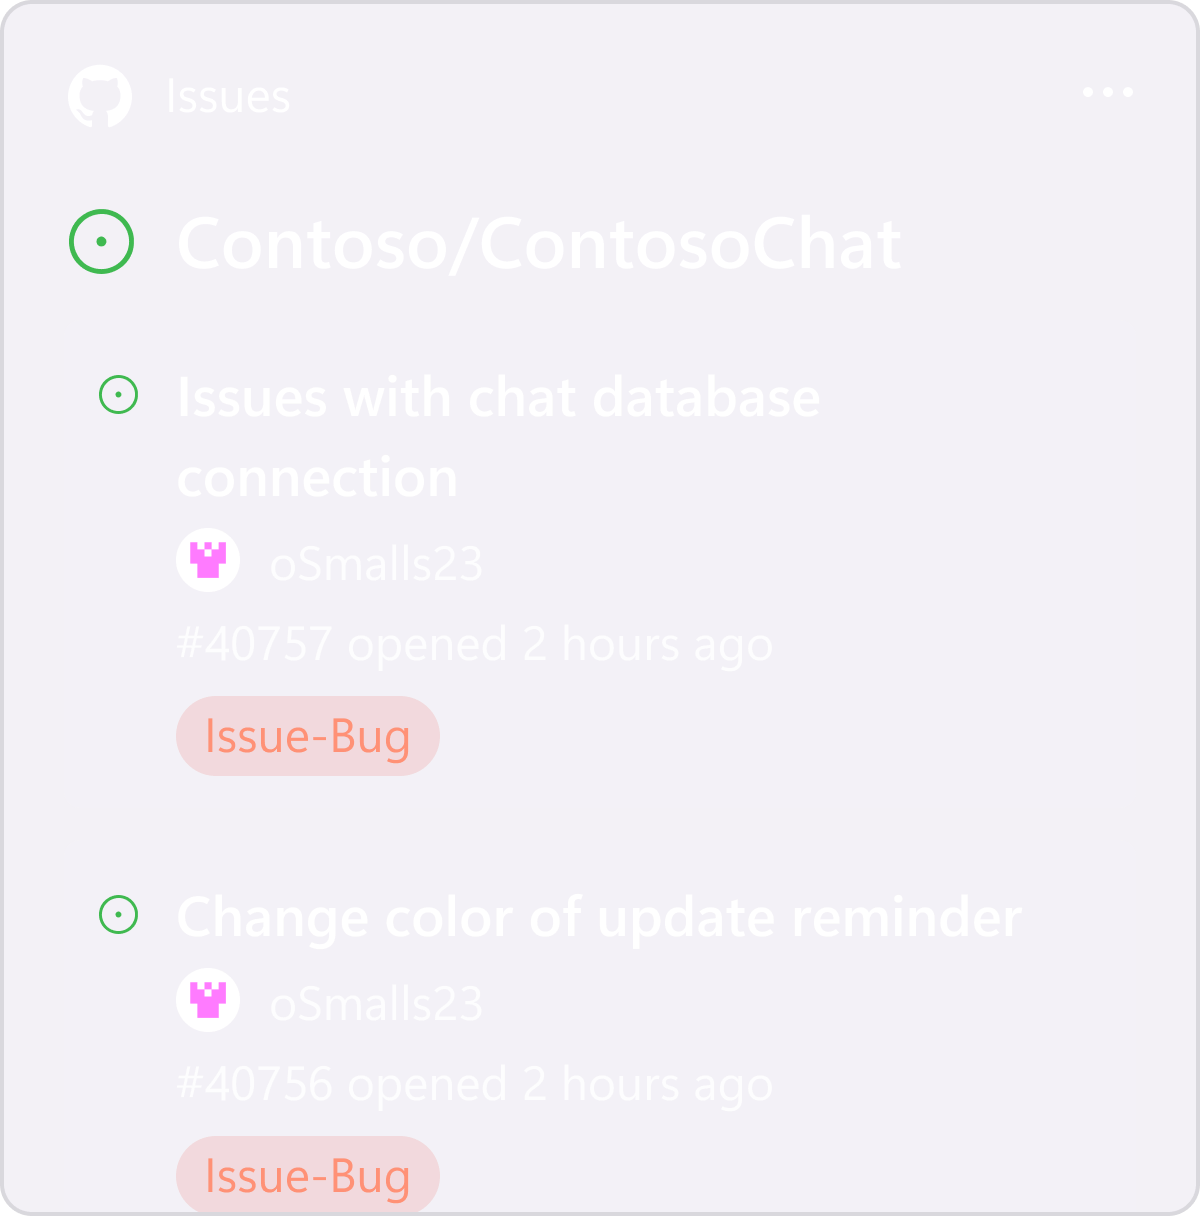 Issues
Contoso/ContosoChat
Issues with chat database
connection
oSmalls23
#40757 opened 2 hours ago
Issue-Bug
Change color of update reminder
oSmalls23
#40756 opened 2 hours ago
Issue-Bug